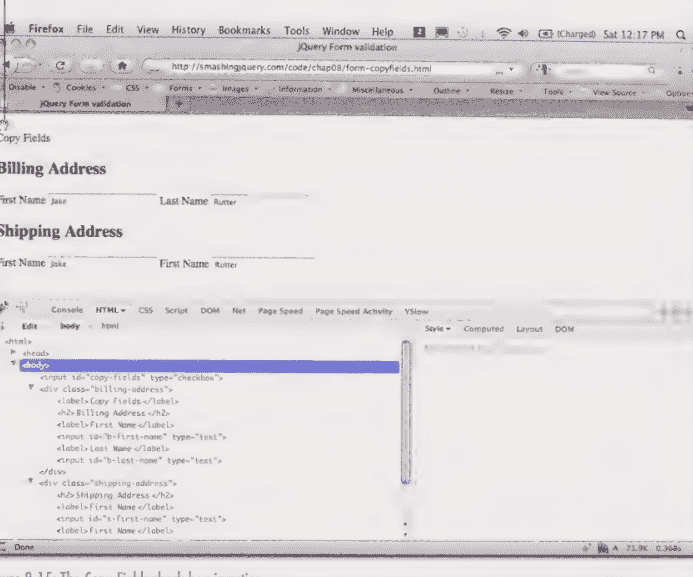 Firefox File Edit View History Bookmarks Tools Window Help (Charged) Sat 12:17 PM
jQuery Form validation
http://smashingjquery.com/code/chap08/form-copyfields.html
Disable Cookies CSS Forms Images Information Miscellaneous Outline Resize Tools View Source Option
jQuery Form validation +
Copy Fields
Billing Address
First Name Jake Last Name Rutter
Shipping Address
First Name Jake First Name Rutter
Console HTML CSS Script DOM Net Page Speed Page Speed Activity YSlow
Edit body < html
Style Computed Layout DOM
<html>
<head>
<body>
<input id="copy-fields" type="checkbox">
<div class="billing-address">
<label>Copy Fields</label>
<h2>Billing Address</h2>
<label>First Name</label>
<input id="b-first-name" type="text">
<label>Last Name</label>
<input id="b-last-name" type="text">
</div>
<div class="shipping-address">
<h2>Shipping Address</h2>
<label>First Name</label>
<input id="s-first-name" type="text">
<label>First Name</label>
Done 71.9K 0.368s